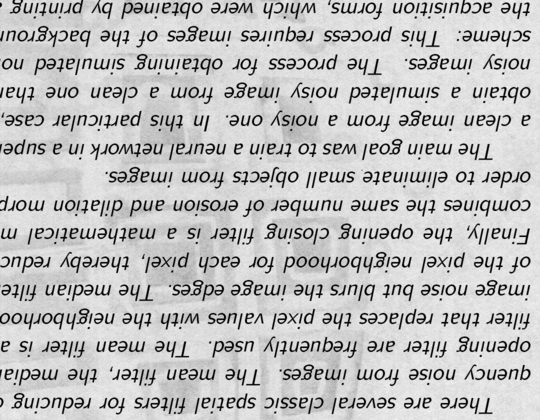 There are several classic spatial filters for reducing
quency noise from images. The mean filter, the median
opening filter are frequently used. The mean filter is a
filter that replaces the pixel values with the neighborhoo
image noise but blurs the image edges. The median filte
of the pixel neighborhood for each pixel, thereby reduc
Finally, the opening closing filter is a mathematical m
combines the same number of erosion and dilation morp
order to eliminate small objects from images.
The main goal was to train a neural network in a supe
a clean image from a noisy one. In this particular case,
obtain a simulated noisy image from a clean one than
noisy images. The process for obtaining simulated no
scheme: This process requires images of the backgroun
the acquisition forms, which were obtained by printing